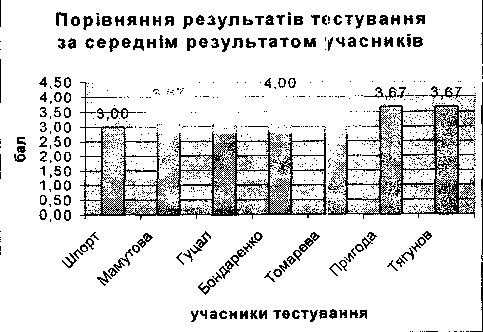 Порівняння результатів тестування
за середнім результатом учасників
4,50
4,00
3,50
3,00
2,50
2,00
1,50
1,00
0,50
0,00
бал
3,00
4,00
3,67
3,67
Шпорт
Мамутова
Гуцал
Бондаренко
Томарева
Пригода
Тягунов
учасники тестування